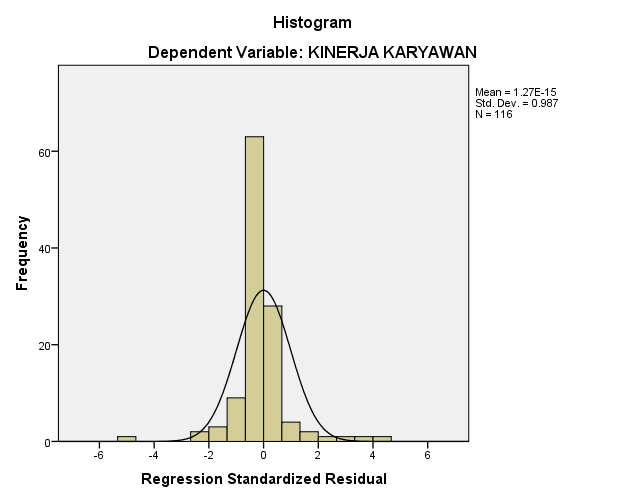 Histogram
Dependent Variable: KINERJA KARYAWAN
Mean = 1.27E-15
Std. Dev. = 0.987
N = 116
60
40
20
0
Frequency
-6 -4 -2 0 2 4 6
Regression Standardized Residual